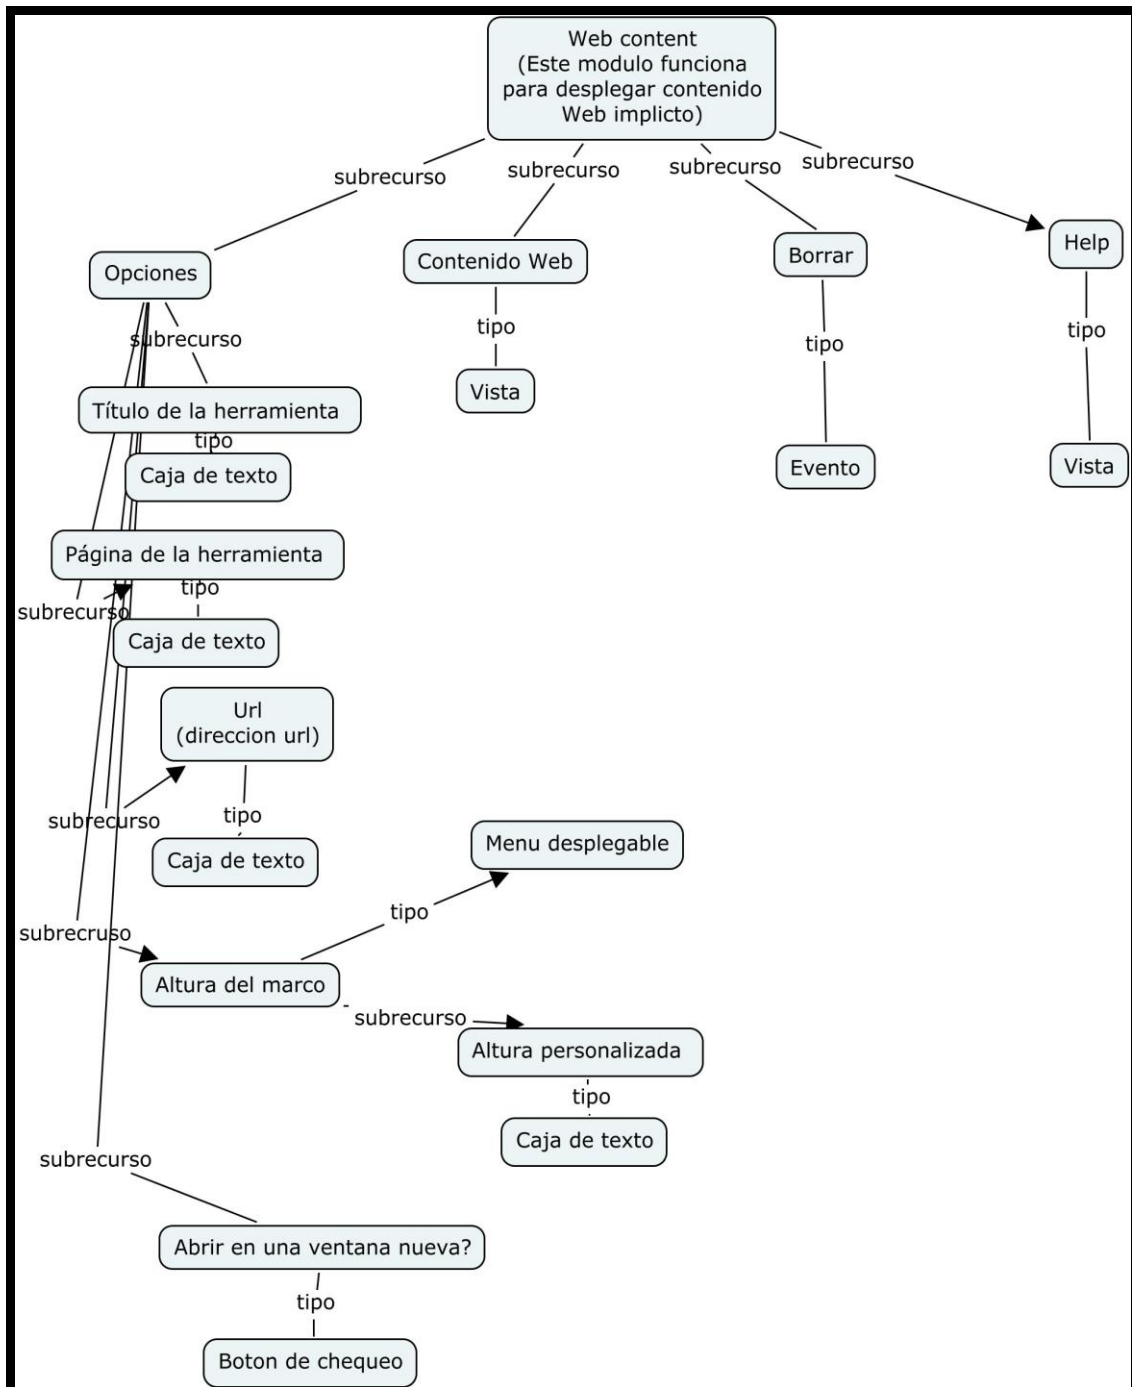 Web content
(Este modulo funciona
para desplegar contenido
Web implicto)
subrecurso
subrecurso
subrecurso
subrecurso
Opciones
Contenido Web
Borrar
Help
subrecurso
tipo
tipo
tipo
Título de la herramienta
Vista
tipo
Caja de texto
Evento
Vista
Página de la herramienta
tipo
subrecurso
Caja de texto
Url
(direccion url)
subrecurso
tipo
Caja de texto
Menu desplegable
tipo
subrecruso
Altura del marco
subrecurso
Altura personalizada
tipo
Caja de texto
subrecurso
Abrir en una ventana nueva?
tipo
Boton de chequeo